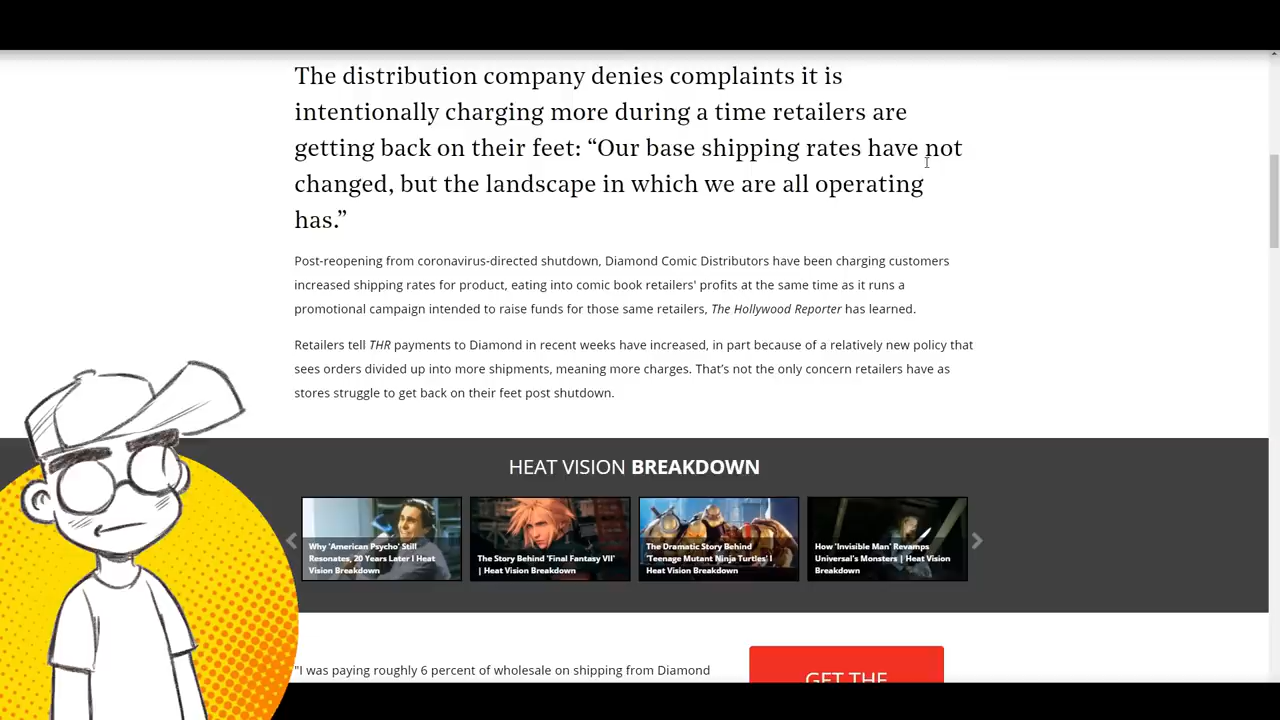 The distribution company denies complaints it is
intentionally charging more during a time retailers are
getting back on their feet: “Our base shipping rates have not
changed, but the landscape in which we are all operating
has.”
Post-reopening from coronavirus-directed shutdown, Diamond Comic Distributors have been charging customers
increased shipping rates for product, eating into comic book retailers' profits at the same time as it runs a
promotional campaign intended to raise funds for those same retailers, The Hollywood Reporter has learned.
Retailers tell THR payments to Diamond in recent weeks have increased, in part because of a relatively new policy that
sees orders divided up into more shipments, meaning more charges. That’s not the only concern retailers have as
stores struggle to get back on their feet post shutdown.
HEAT VISION BREAKDOWN
Why 'American Psycho' Still
Resonates, 20 Years Later | Heat
Vision Breakdown
The Story Behind 'Final Fantasy VII'
| Heat Vision Breakdown
The Dramatic Story Behind
'Teenage Mutant Ninja Turtles' |
Heat Vision Breakdown
How 'Invisible Man' Revamps
Universal's Monsters | Heat Vision
Breakdown
"I was paying roughly 6 percent of wholesale on shipping from Diamond
GET THE